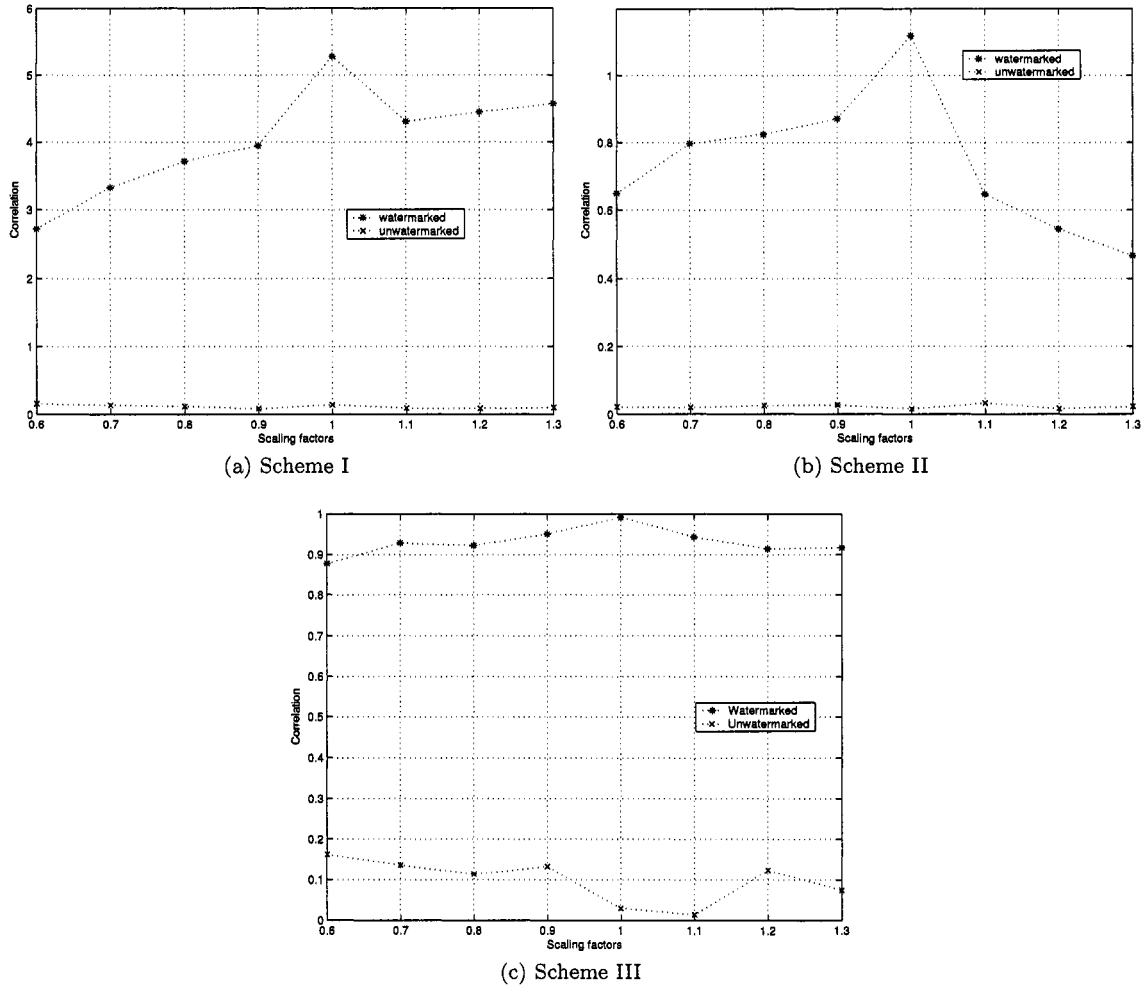 6
5
4
3
2
1
0
Correlation
watermarked
unwatermarked
0.6 0.7 0.8 0.9 1 1.1 1.2 1.3
Scaling factors
(a) Scheme I
1
0.8
0.6
0.4
0.2
0
Correlation
watermarked
unwatermarked
0.6 0.7 0.8 0.9 1 1.1 1.2 1.3
Scaling factors
(b) Scheme II
1
0.9
0.8
0.7
0.6
0.5
0.4
0.3
0.2
0.1
0
Correlation
Watermarked
Unwatermarked
0.6 0.7 0.8 0.9 1 1.1 1.2 1.3
Scaling factors
(c) Scheme III